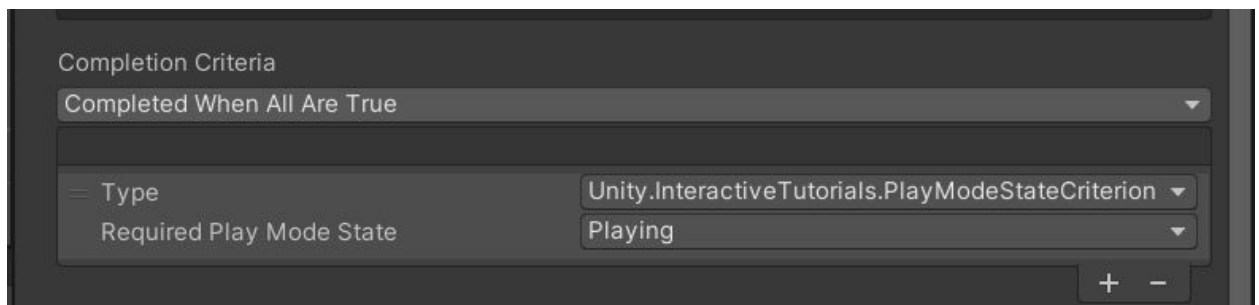 Completion Criteria
Completed When All Are True
Type Unity.InteractiveTutorials.PlayModeStateCriterion
Required Play Mode State Playing
+ −